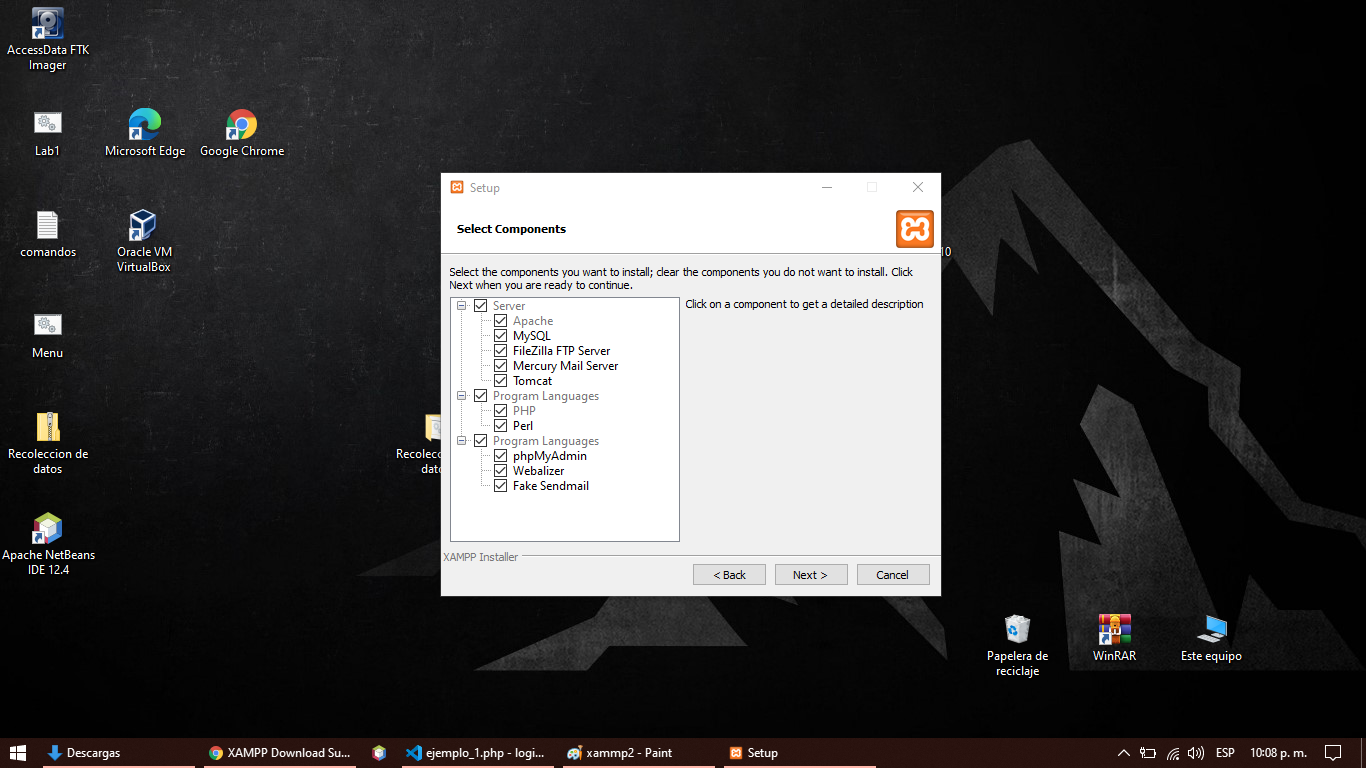 AccessData FTK
Imager
Lab1
Microsoft Edge
Google Chrome
comandos
Oracle VM
VirtualBox
Menu
Recoleccion de
datos
Recolec
dato
Apache NetBeans
IDE 12.4
Setup
Select Components
10
Select the components you want to install; clear the components you do not want to install. Click
Next when you are ready to continue.
Server
Apache
MySQL
FileZilla FTP Server
Mercury Mail Server
Tomcat
Program Languages
PHP
Perl
Program Languages
phpMyAdmin
Webalizer
Fake Sendmail
Click on a component to get a detailed description
XAMPP Installer
< Back
Next >
Cancel
Papelera de
reciclaje
WinRAR
Este equipo
Descargas
XAMPP Download Su...
ejemplo_1.php - logi...
xammp2 - Paint
Setup
ESP
10:08 p. m.